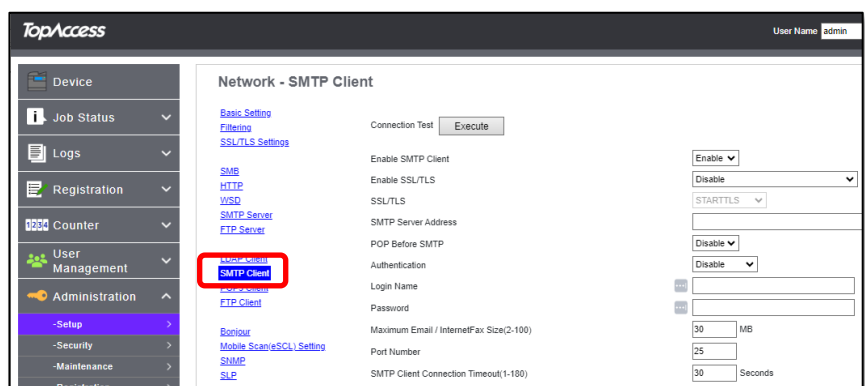 TopAccess
User Name admin
Device
Job Status
Logs
Registration
1234 Counter
User
Management
Administration
-Setup
-Security
-Maintenance
-Registration
Network - SMTP Client
Basic Setting
Filtering
SSL/TLS Settings
SMB
HTTP
WSD
SMTP Server
FTP Server
LDAP Client
SMTP Client
POP3 Client
FTP Client
Bonjour
Mobile Scan(eSCL) Setting
SNMP
SLP
Connection Test Execute
Enable SMTP Client Enable
Enable SSL/TLS Disable
SSL/TLS STARTTLS
SMTP Server Address
POP Before SMTP Disable
Authentication Disable
Login Name
Password
Maximum Email / InternetFax Size(2-100) 30 MB
Port Number 25
SMTP Client Connection Timeout(1-180) 30 Seconds